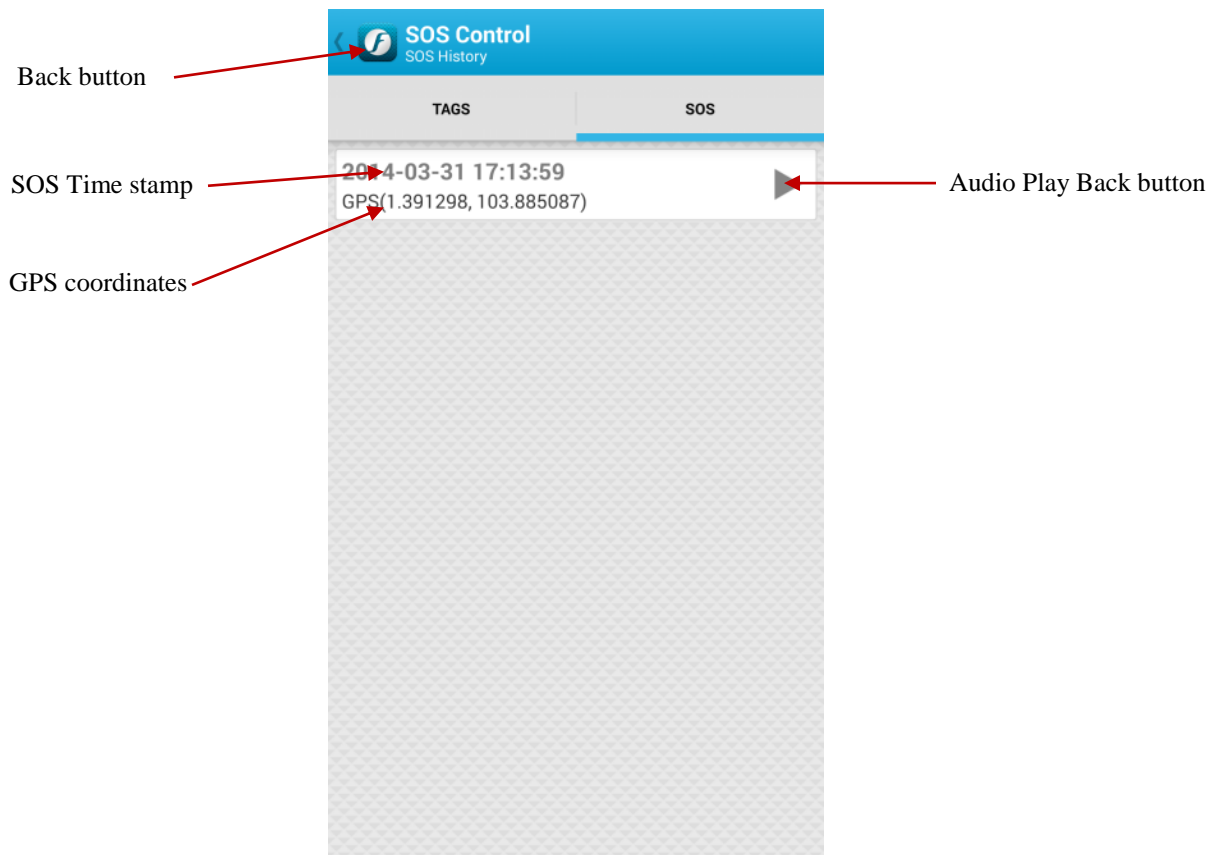 SOS Control
SOS History
Back button
TAGS
SOS
2014-03-31 17:13:59
SOS Time stamp
Audio Play Back button
GPS(1.391298, 103.885087)
GPS coordinates